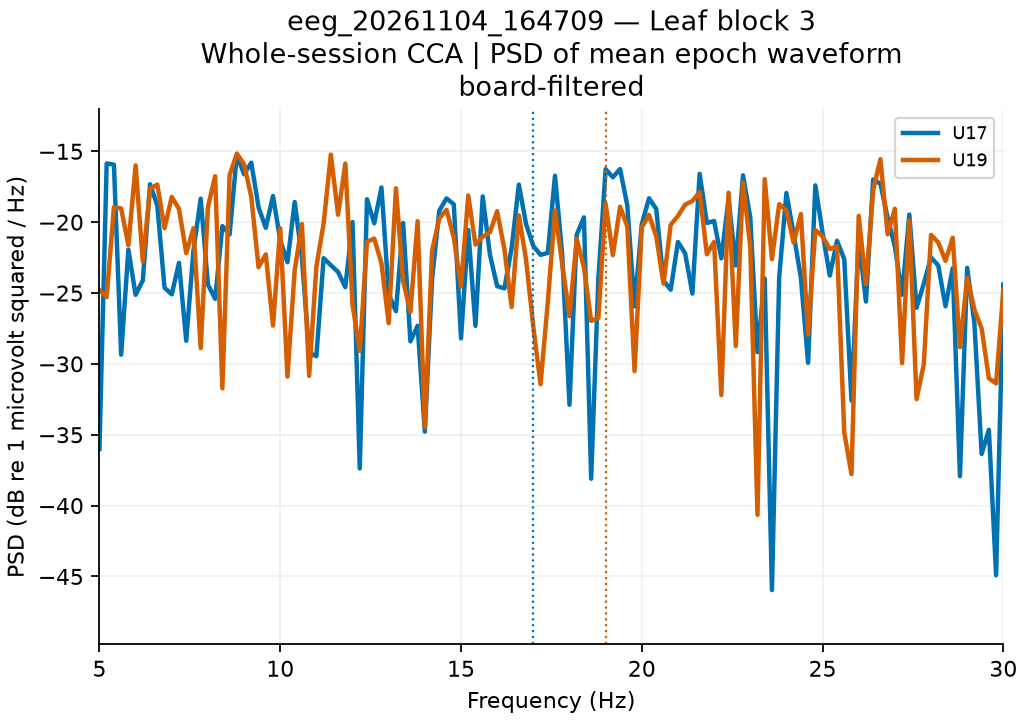 eeg_20261104_164709 — Leaf block 3
Whole-session CCA | PSD of mean epoch waveform
board-filtered
U17
U19
−15
−20
−25
−30
−35
−40
−45
PSD (dB re 1 microvolt squared / Hz)
5
10
15
20
25
30
Frequency (Hz)